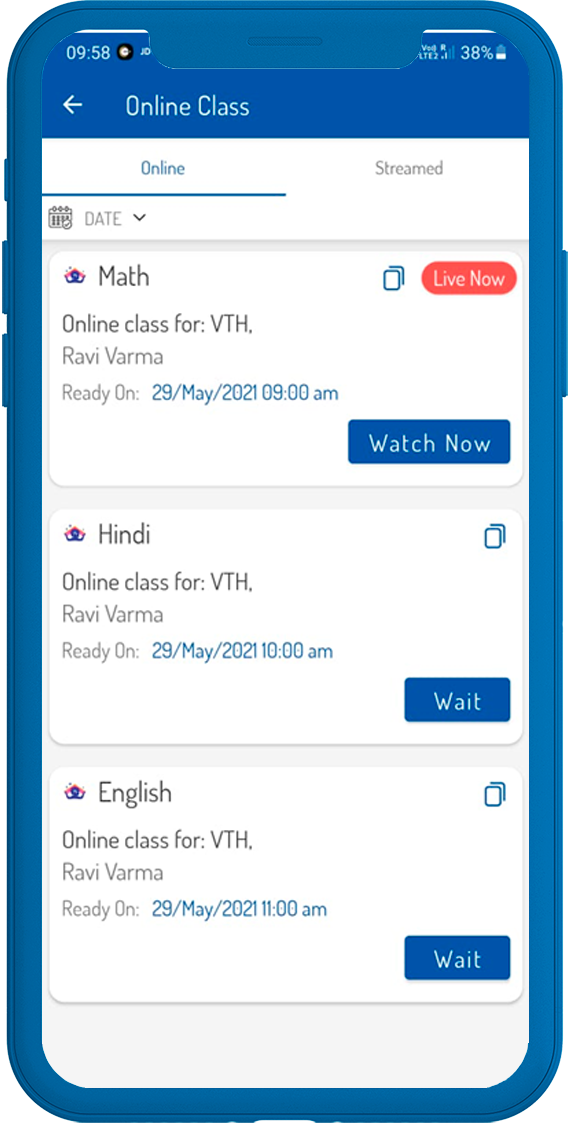 09:58 JD VoD R LTE2 38%
Online Class
Online Streamed
DATE
Math Live Now
Online class for: VTH,
Ravi Varma
Ready On: 29/May/2021 09:00 am
Watch Now
Hindi
Online class for: VTH,
Ravi Varma
Ready On: 29/May/2021 10:00 am
Wait
English
Online class for: VTH,
Ravi Varma
Ready On: 29/May/2021 11:00 am
Wait